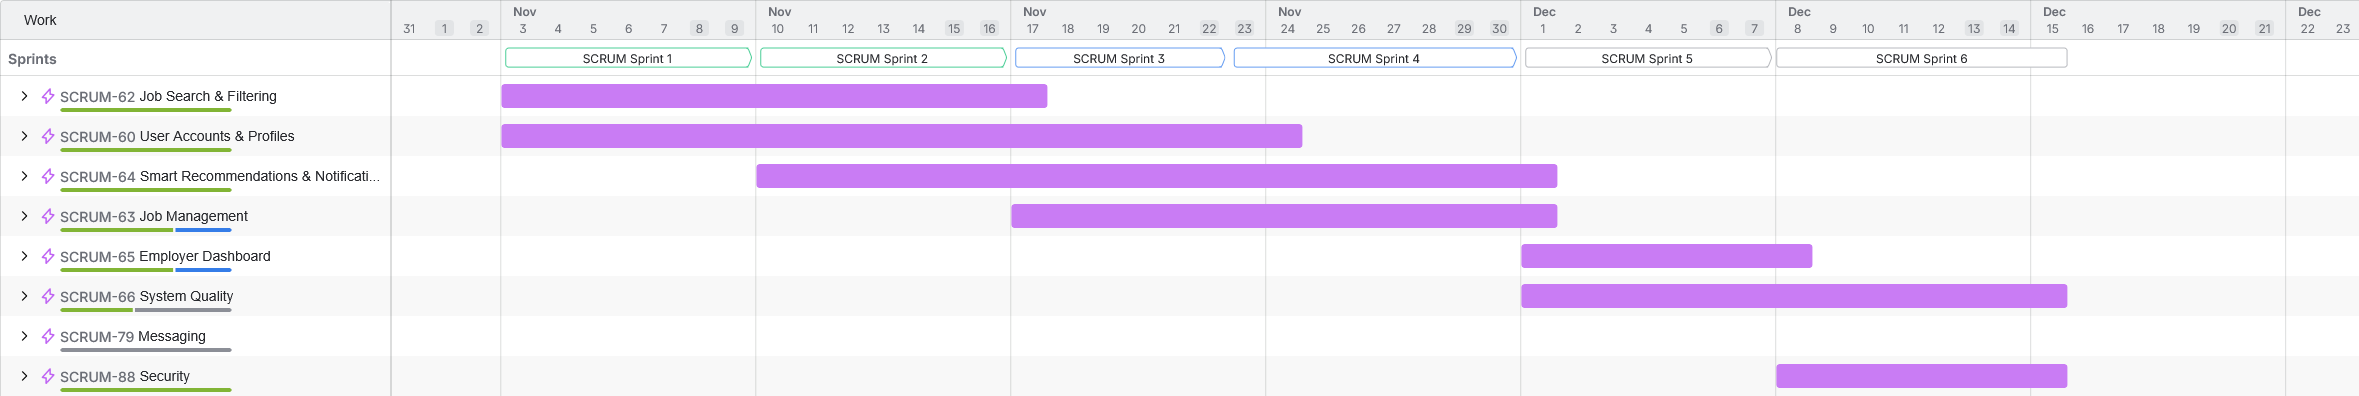 Work
Nov Nov Nov Nov Dec Dec Dec Dec
31 1 2 3 4 5 6 7 8 9 10 11 12 13 14 15 16 17 18 19 20 21 22 23 24 25 26 27 28 29 30 1 2 3 4 5 6 7 8 9 10 11 12 13 14 15 16 17 18 19 20 21 22 23
Sprints SCRUM Sprint 1 SCRUM Sprint 2 SCRUM Sprint 3 SCRUM Sprint 4 SCRUM Sprint 5 SCRUM Sprint 6
SCRUM-62 Job Search & Filtering
SCRUM-60 User Accounts & Profiles
SCRUM-64 Smart Recommendations & Notificati...
SCRUM-63 Job Management
SCRUM-65 Employer Dashboard
SCRUM-66 System Quality
SCRUM-79 Messaging
SCRUM-88 Security